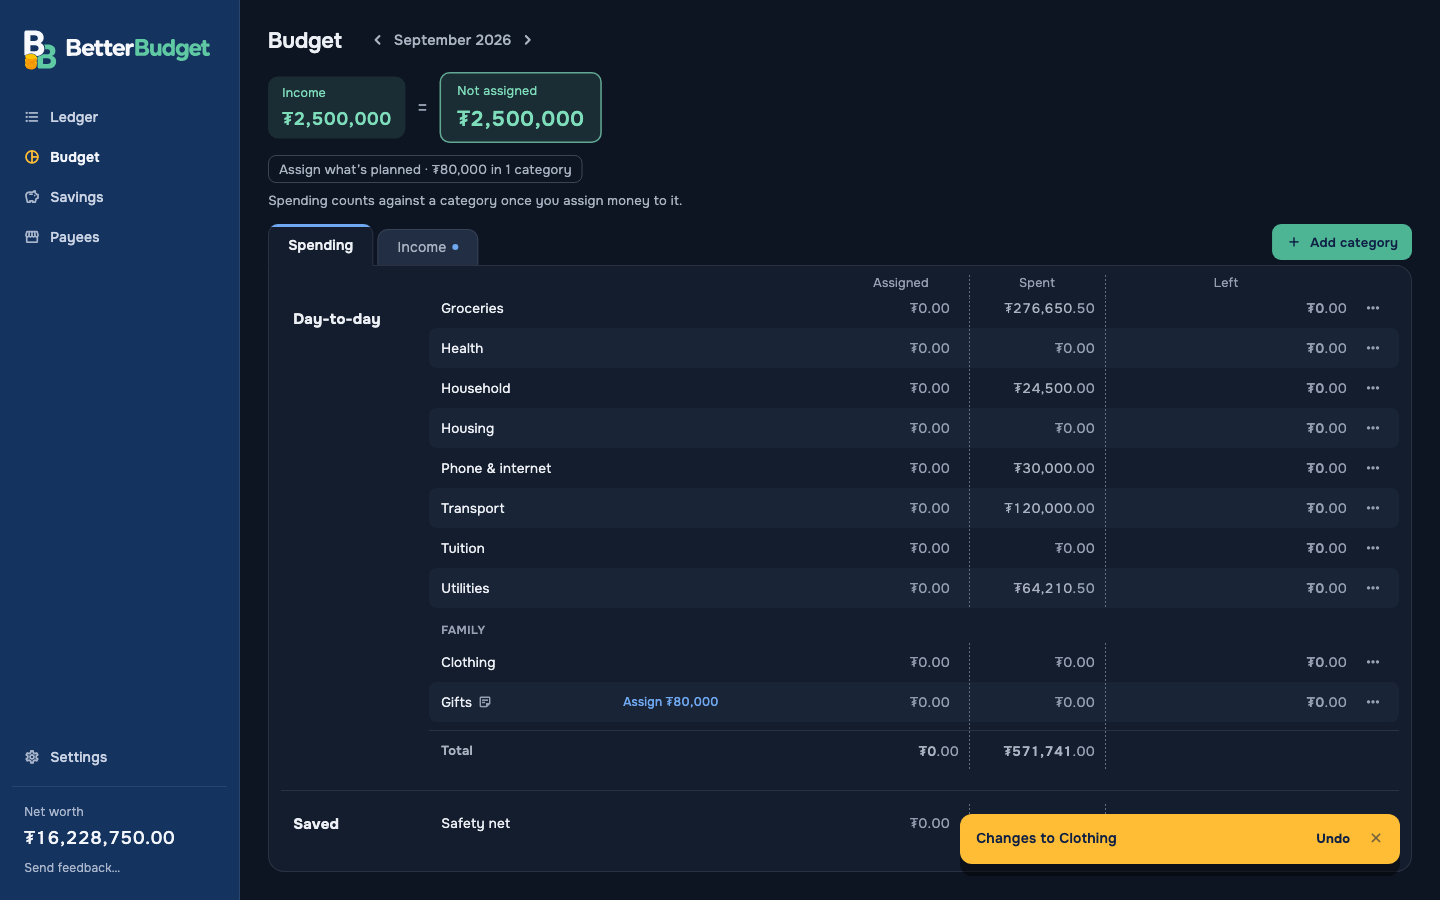 BetterBudget
Ledger
Budget
Savings
Payees
Settings
Net worth
₮16,228,750.00
Send feedback...
Budget
September 2026
Income
₮2,500,000
=
Not assigned
₮2,500,000
Assign what's planned · ₮80,000 in 1 category
Spending counts against a category once you assign money to it.
Spending
Income
+ Add category
Assigned Spent Left
Day-to-day
Groceries ₮0.00 ₮276,650.50 ₮0.00
Health ₮0.00 ₮0.00 ₮0.00
Household ₮0.00 ₮24,500.00 ₮0.00
Housing ₮0.00 ₮0.00 ₮0.00
Phone & internet ₮0.00 ₮30,000.00 ₮0.00
Transport ₮0.00 ₮120,000.00 ₮0.00
Tuition ₮0.00 ₮0.00 ₮0.00
Utilities ₮0.00 ₮64,210.50 ₮0.00
FAMILY
Clothing ₮0.00 ₮0.00 ₮0.00
Gifts Assign ₮80,000 ₮0.00 ₮0.00 ₮0.00
Total ₮0.00 ₮571,741.00
Saved
Safety net ₮0.00
Changes to Clothing Undo